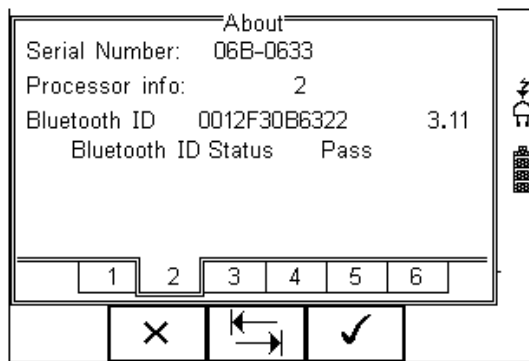 About
Serial Number: 06B-0633
Processor info: 2
Bluetooth ID 0012F30B6322 3.11
Bluetooth ID Status Pass
1 2 3 4 5 6